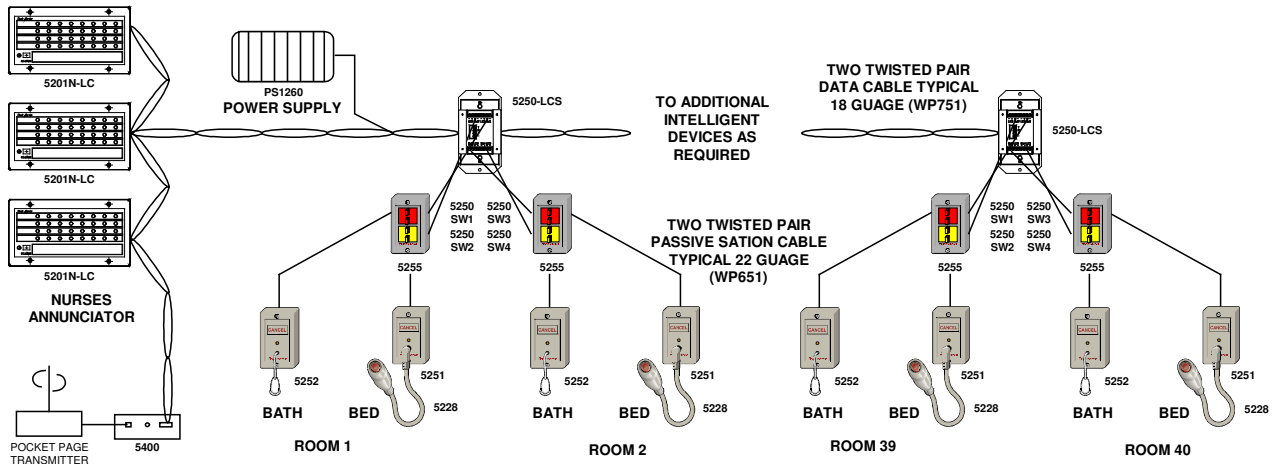 5201N-LC
5201N-LC
5201N-LC
NURSES
ANNUNCIATOR
POCKET PAGE
TRANSMITTER
5400
PS1260
POWER SUPPLY
5250-LCS
TO ADDITIONAL
INTELLIGENT
DEVICES AS
REQUIRED
TWO TWISTED PAIR
DATA CABLE TYPICAL
18 GUAGE (WP751)
5250-LCS
5250 5250
SW1 SW3
5250 5250
SW2 SW4
5255
5255
TWO TWISTED PAIR
PASSIVE SATION CABLE
TYPICAL 22 GUAGE
(WP651)
5250 5250
SW1 SW3
5250 5250
SW2 SW4
5255
5255
CANCEL
5252
BATH
CANCEL
5251
5228
BED
ROOM 1
CANCEL
5252
BATH
CANCEL
5251
5228
BED
ROOM 2
CANCEL
5252
BATH
CANCEL
5251
5228
BED
ROOM 39
CANCEL
5252
BATH
CANCEL
5251
5228
BED
ROOM 40